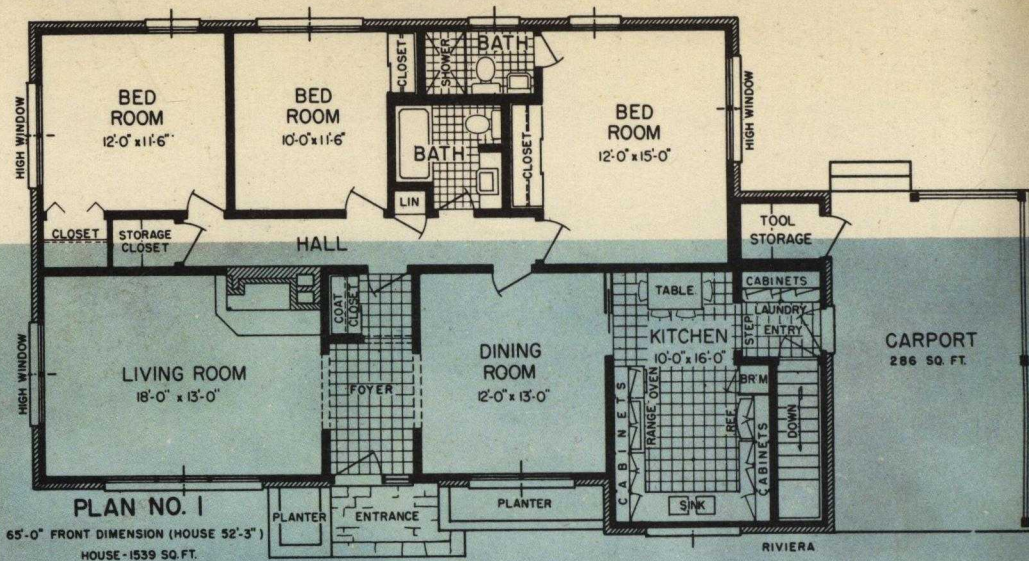 BED
ROOM
12'-0" x 11'-6"
BED
ROOM
10'-0" x 11'-6"
CLOSET
SHOWER
BATH
BATH
LIN
CLOSET
BED
ROOM
12'-0" x 15'-0"
HIGH WINDOW
HIGH WINDOW
CLOSET
STORAGE
CLOSET
HALL
TOOL
STORAGE
HIGH WINDOW
LIVING ROOM
18'-0" x 13'-0"
COAT
CLOSET
FOYER
DINING
ROOM
12'-0" x 13'-0"
TABLE
KITCHEN
10'-0" x 16'-0"
CABINETS
LAUNDRY
ENTRY
STEP
CABINETS
RANGE OVEN
REF.
BR'M
CABINETS
SINK
DOWN
CARPORT
286 SQ. FT.
PLANTER
ENTRANCE
PLANTER
PLAN NO. 1
65'-0" FRONT DIMENSION (HOUSE 52'-3")
HOUSE - 1539 SQ. FT.
RIVIERA